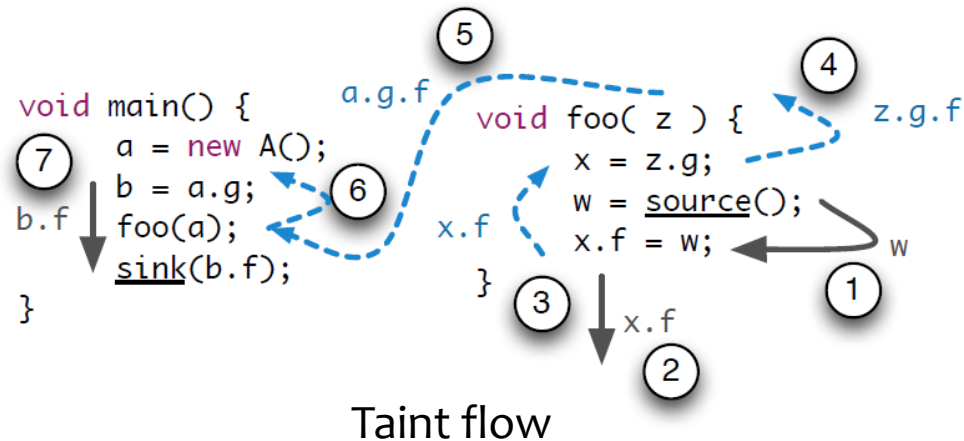 void main() {
a = new A();
b = a.g;
foo(a);
sink(b.f);
}
7
b.f
6
5
a.g.f
void foo( z ) {
x = z.g;
w = source();
x.f = w;
}
4
z.g.f
x.f
3
w
1
x.f
2
Taint flow